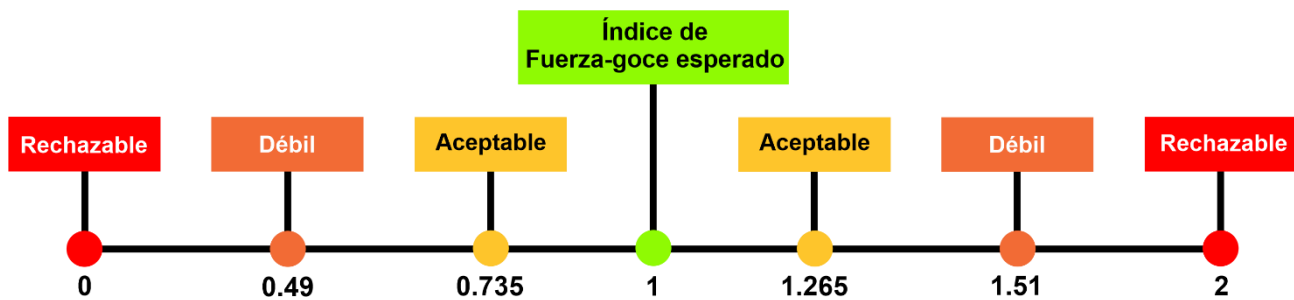 Índice de
Fuerza-goce esperado
Rechazable
Débil
Aceptable
Aceptable
Débil
Rechazable
0
0.49
0.735
1
1.265
1.51
2